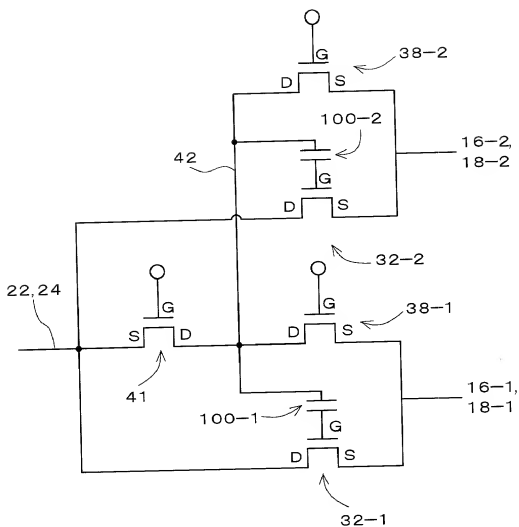 G
38-2
D S
100-2
16-2,
18-2
42
G
D S
32-2
22,24
G
S D
41
G
38-1
D S
100-1
16-1,
18-1
G
D S
32-1